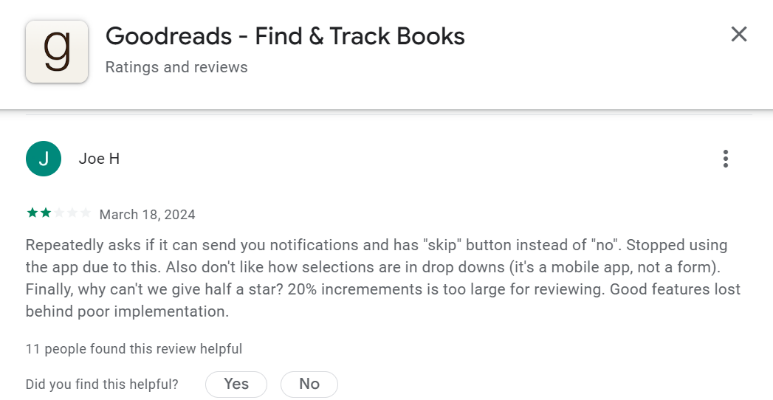 g
Goodreads - Find & Track Books
Ratings and reviews
J
Joe H
March 18, 2024
Repeatedly asks if it can send you notifications and has "skip" button instead of "no". Stopped using
the app due to this. Also don't like how selections are in drop downs (it's a mobile app, not a form).
Finally, why can't we give half a star? 20% incremements is too large for reviewing. Good features lost
behind poor implementation.
11 people found this review helpful
Did you find this helpful? Yes No